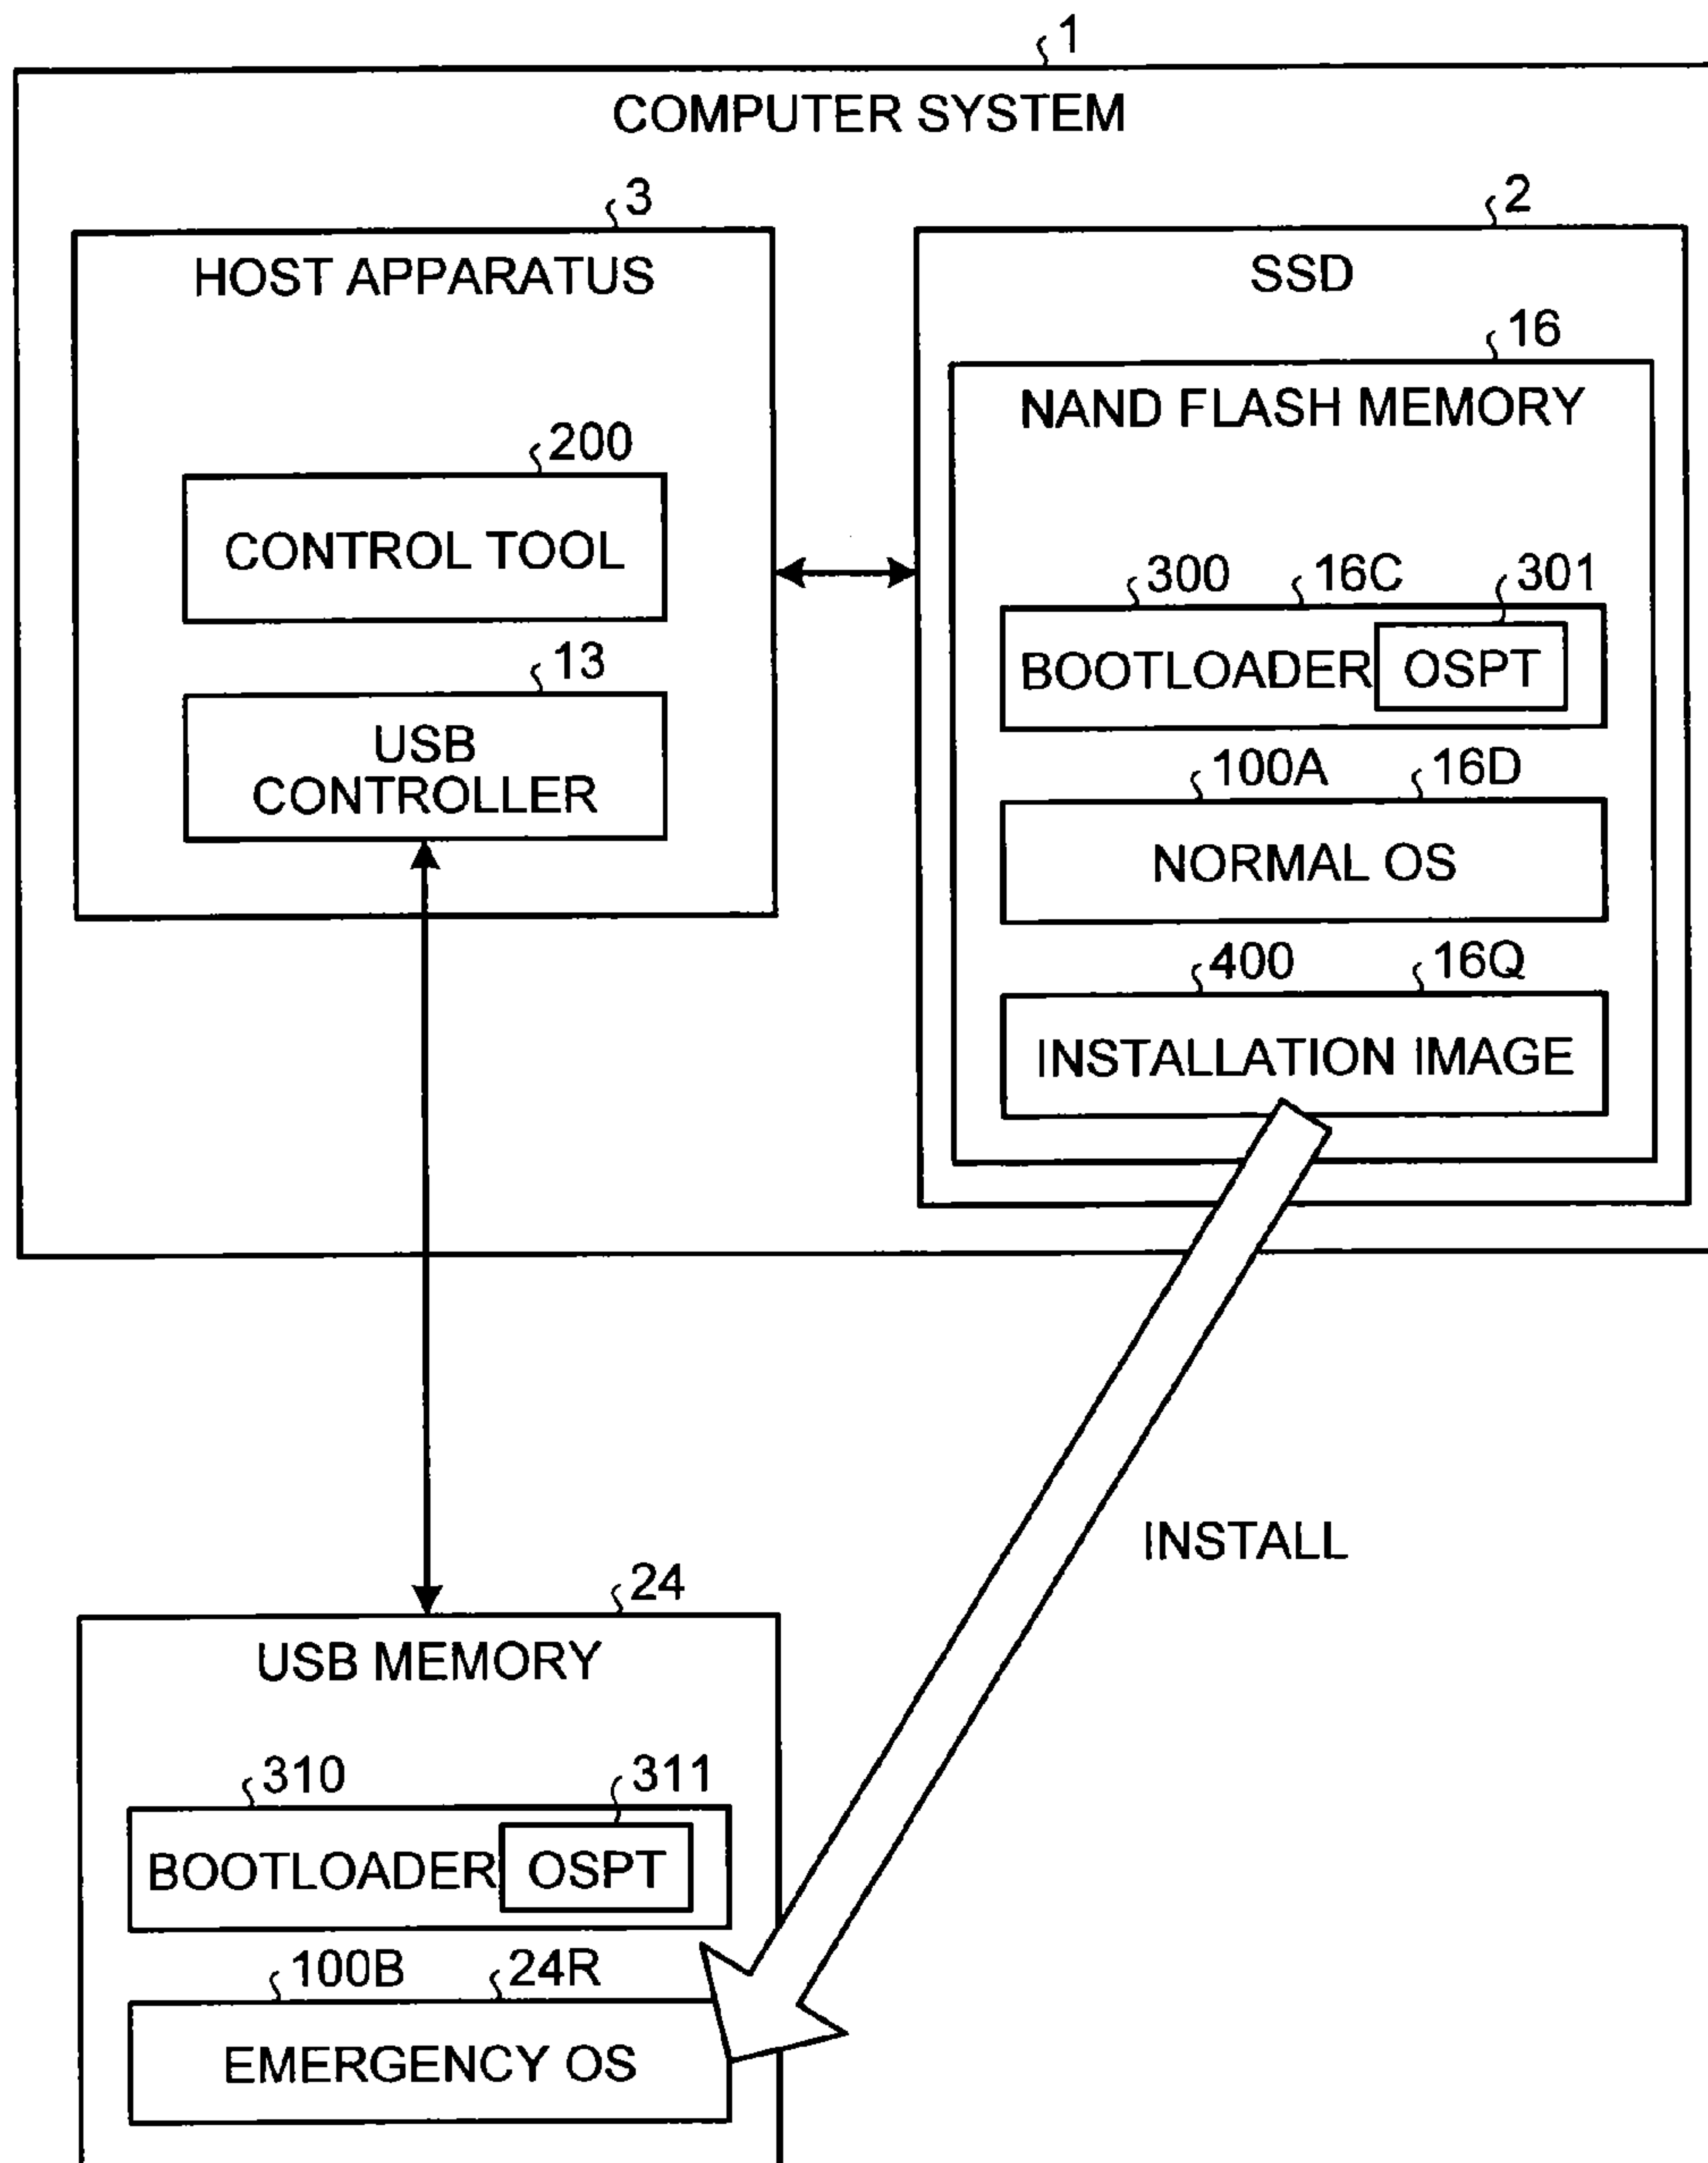 1
COMPUTER SYSTEM
3
HOST APPARATUS
200
CONTROL TOOL
13
USB
CONTROLLER
2
SSD
16
NAND FLASH MEMORY
300 16C 301
BOOTLOADER OSPT
100A 16D
NORMAL OS
400 16Q
INSTALLATION IMAGE
INSTALL
24
USB MEMORY
310 311
BOOTLOADER OSPT
100B 24R
EMERGENCY OS